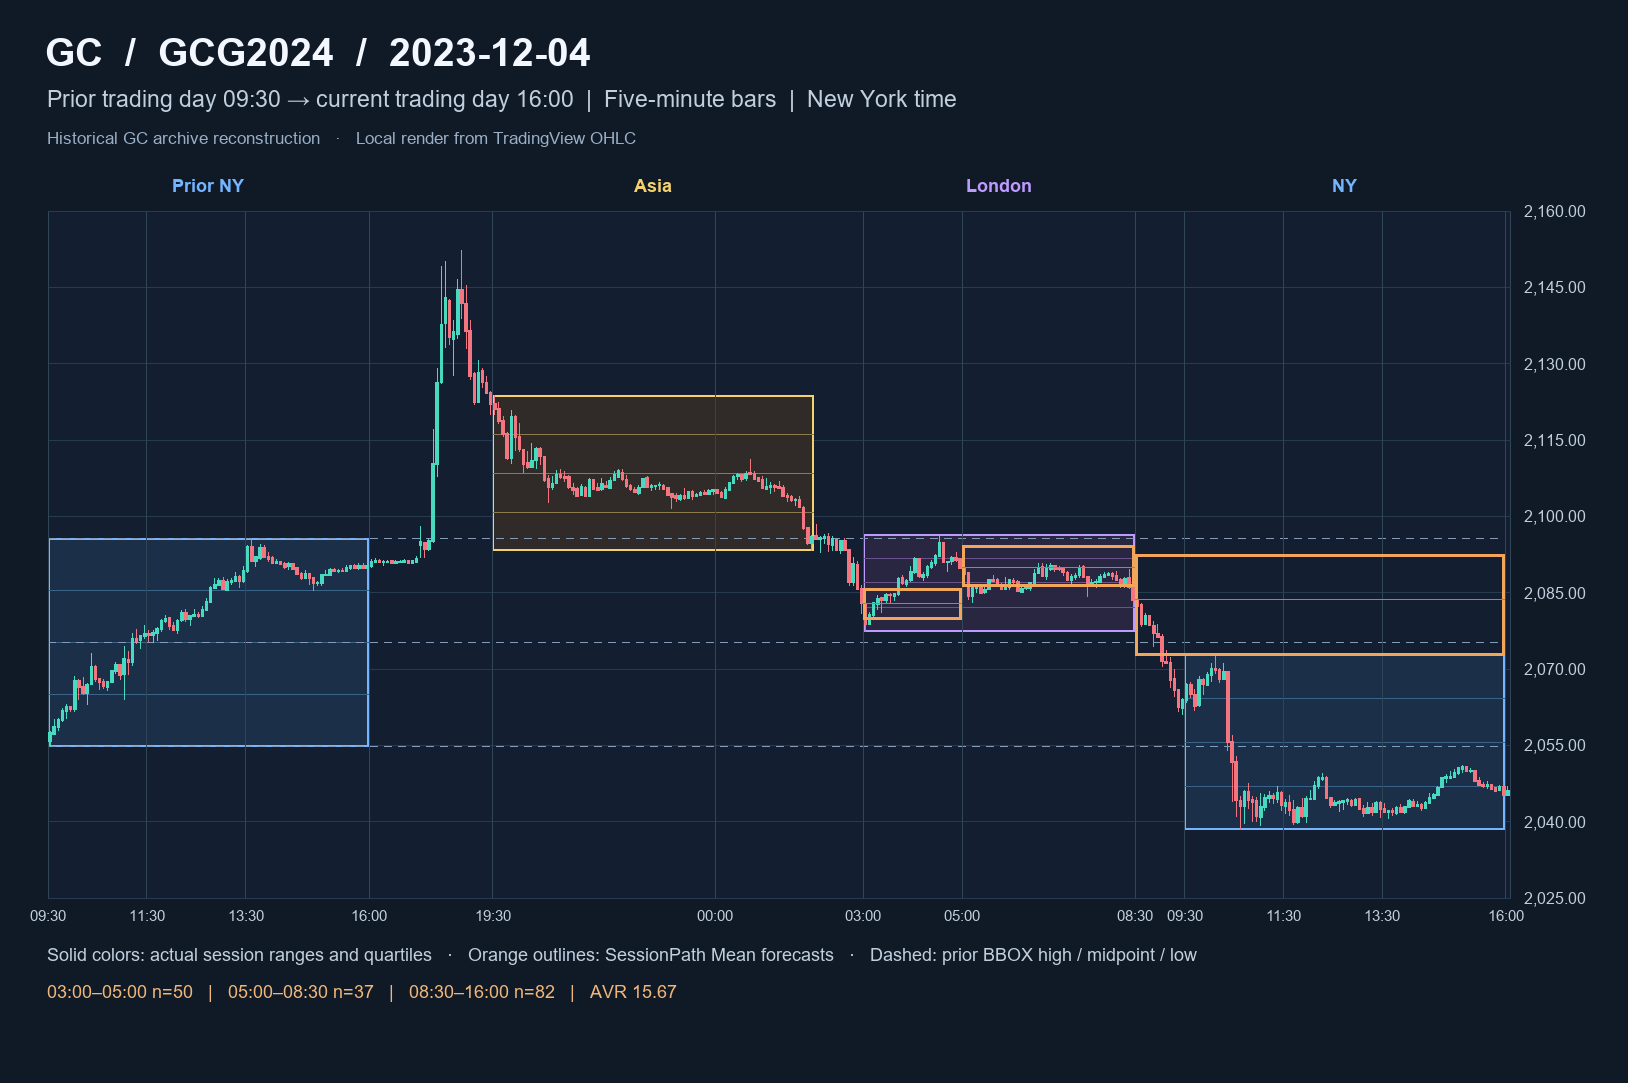 GC / GCG2024 / 2023-12-04
Prior trading day 09:30 → current trading day 16:00 | Five-minute bars | New York time
Historical GC archive reconstruction · Local render from TradingView OHLC
Prior NY Asia London NY
2,160.00
2,145.00
2,130.00
2,115.00
2,100.00
2,085.00
2,070.00
2,055.00
2,040.00
2,025.00
09:30 11:30 13:30 16:00 19:30 00:00 03:00 05:00 08:30 09:30 11:30 13:30 16:00
Solid colors: actual session ranges and quartiles · Orange outlines: SessionPath Mean forecasts · Dashed: prior BBOX high / midpoint / low
03:00–05:00 n=50 | 05:00–08:30 n=37 | 08:30–16:00 n=82 | AVR 15.67